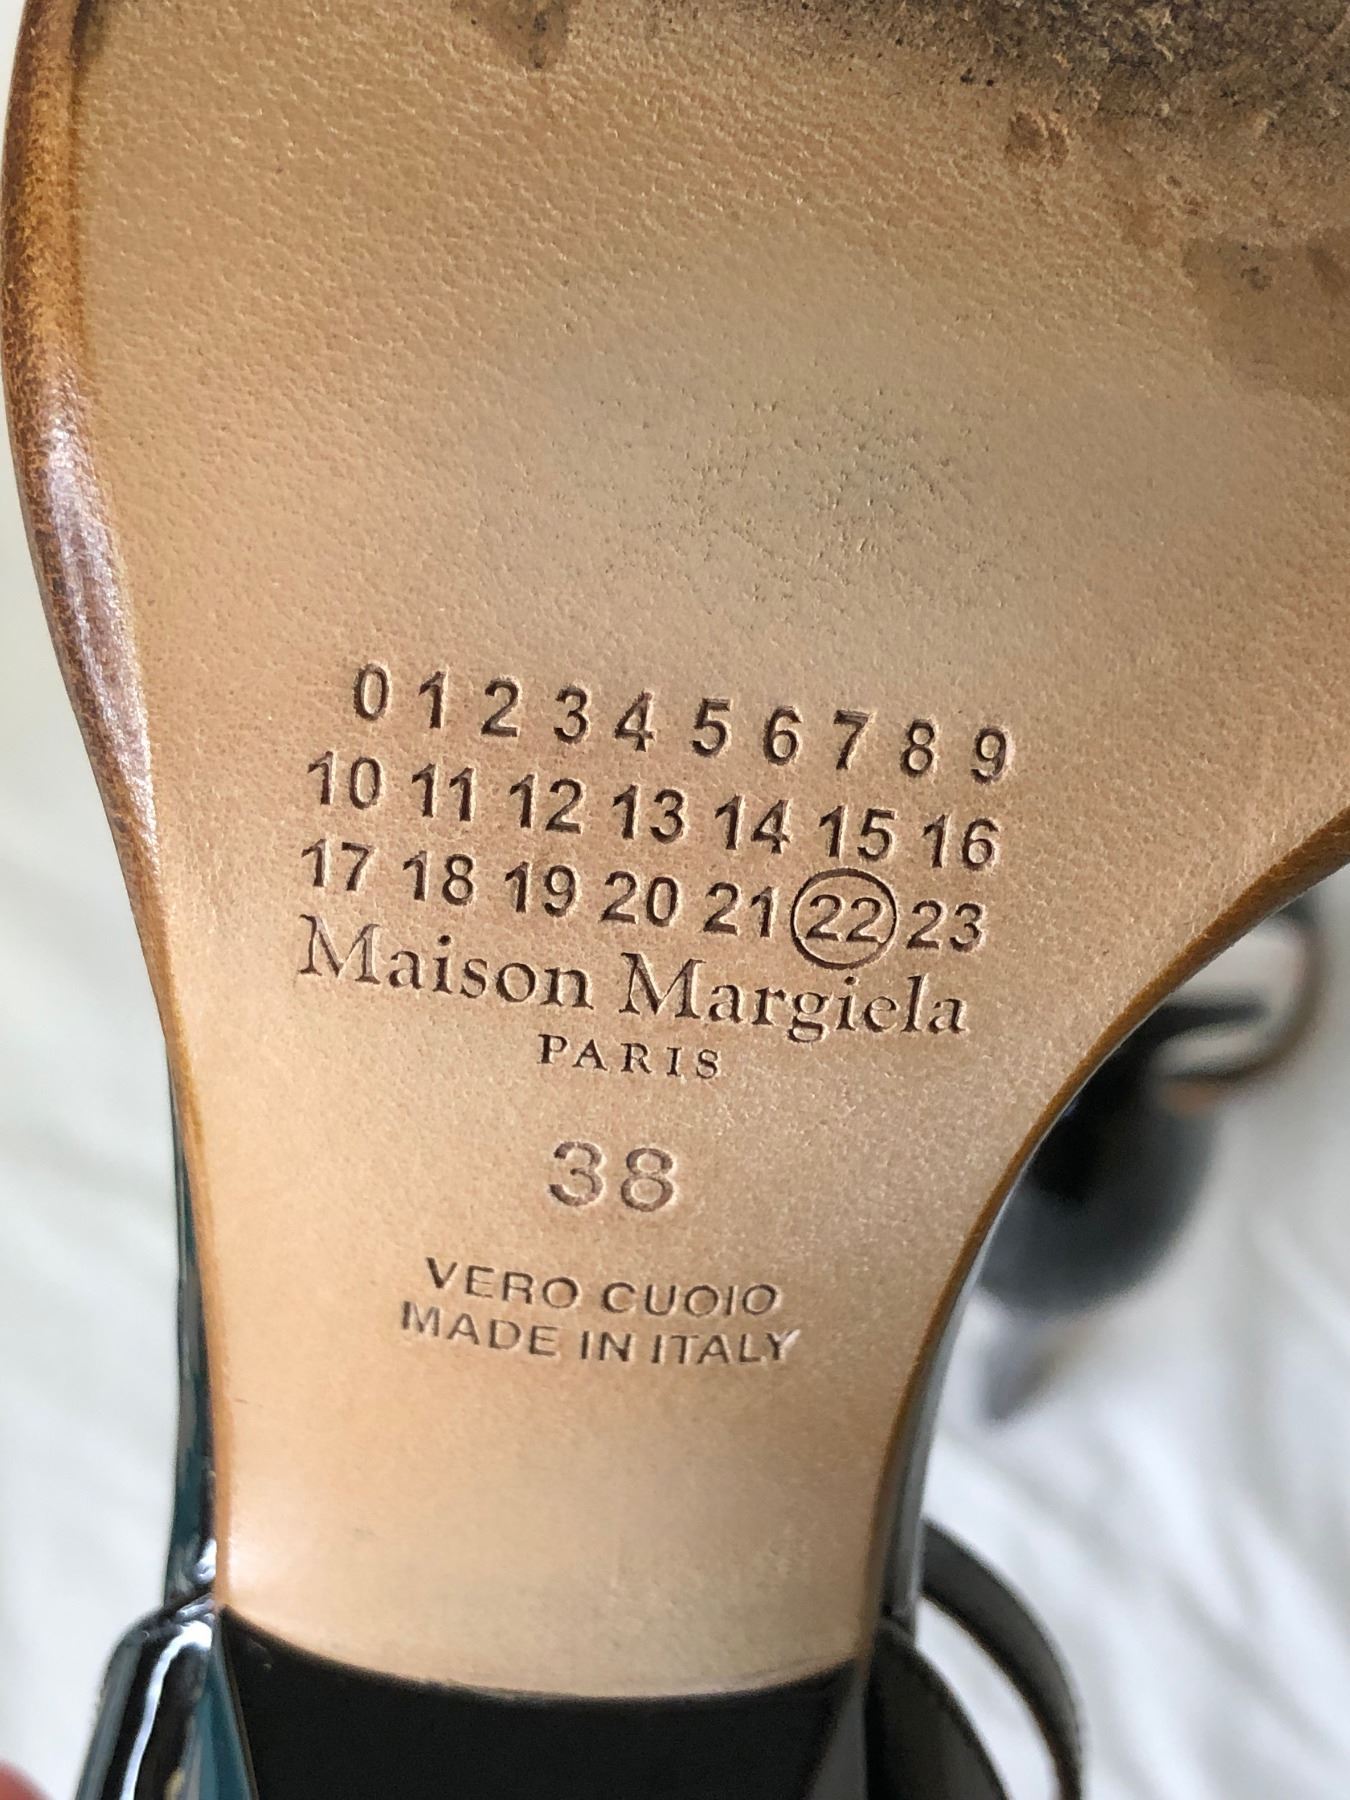 0 1 2 3 4 5 6 7 8 9
10 11 12 13 14 15 16
17 18 19 20 21 22 23
Maison Margiela
PARIS
38
VERO CUOIO
MADE IN ITALY